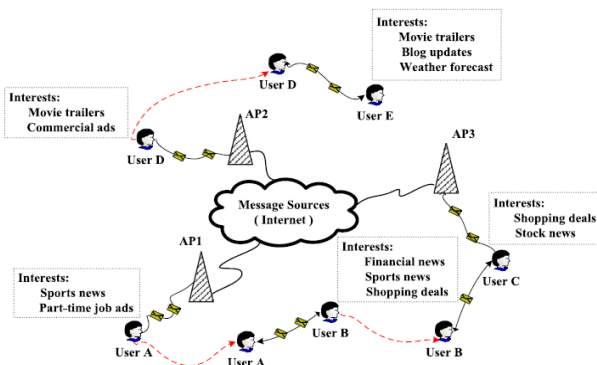 Interests:
Movie trailers
Blog updates
Weather forecast
User D
User E
Interests:
Movie trailers
Commercial ads
AP2
User D
AP3
Message Sources
( Internet )
Interests:
Shopping deals
Stock news
AP1
Interests:
Financial news
Sports news
Shopping deals
User C
Interests:
Sports news
Part-time job ads
User A
User A
User B
User B